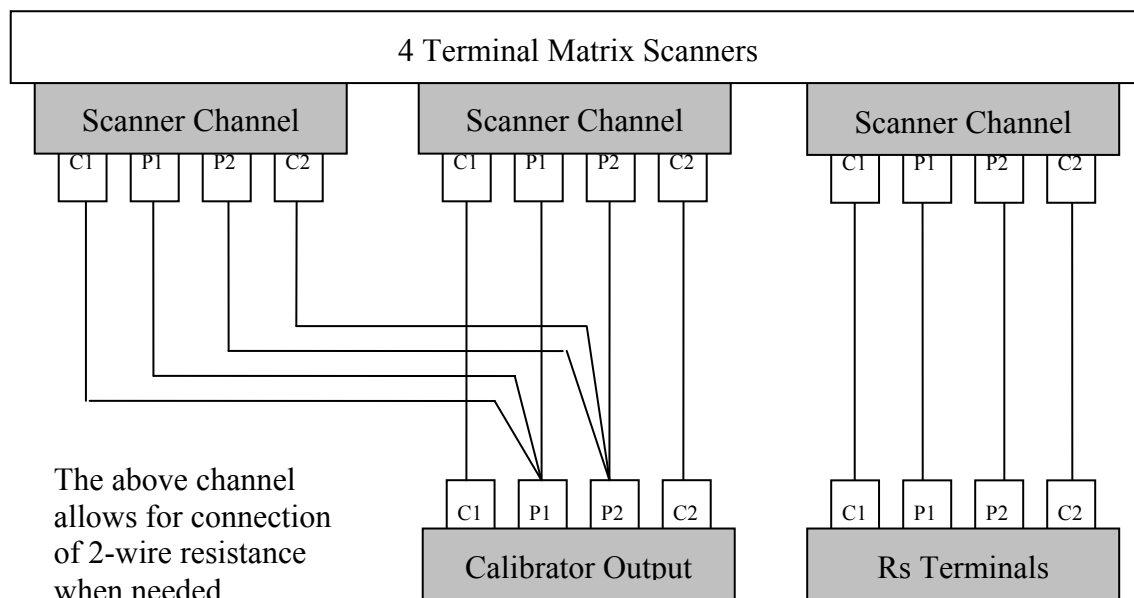 4 Terminal Matrix Scanners
Scanner Channel
Scanner Channel
Scanner Channel
C1 P1 P2 C2
C1 P1 P2 C2
C1 P1 P2 C2
The above channel
allows for connection
of 2-wire resistance
when needed
C1 P1 P2 C2
C1 P1 P2 C2
Calibrator Output
Rs Terminals